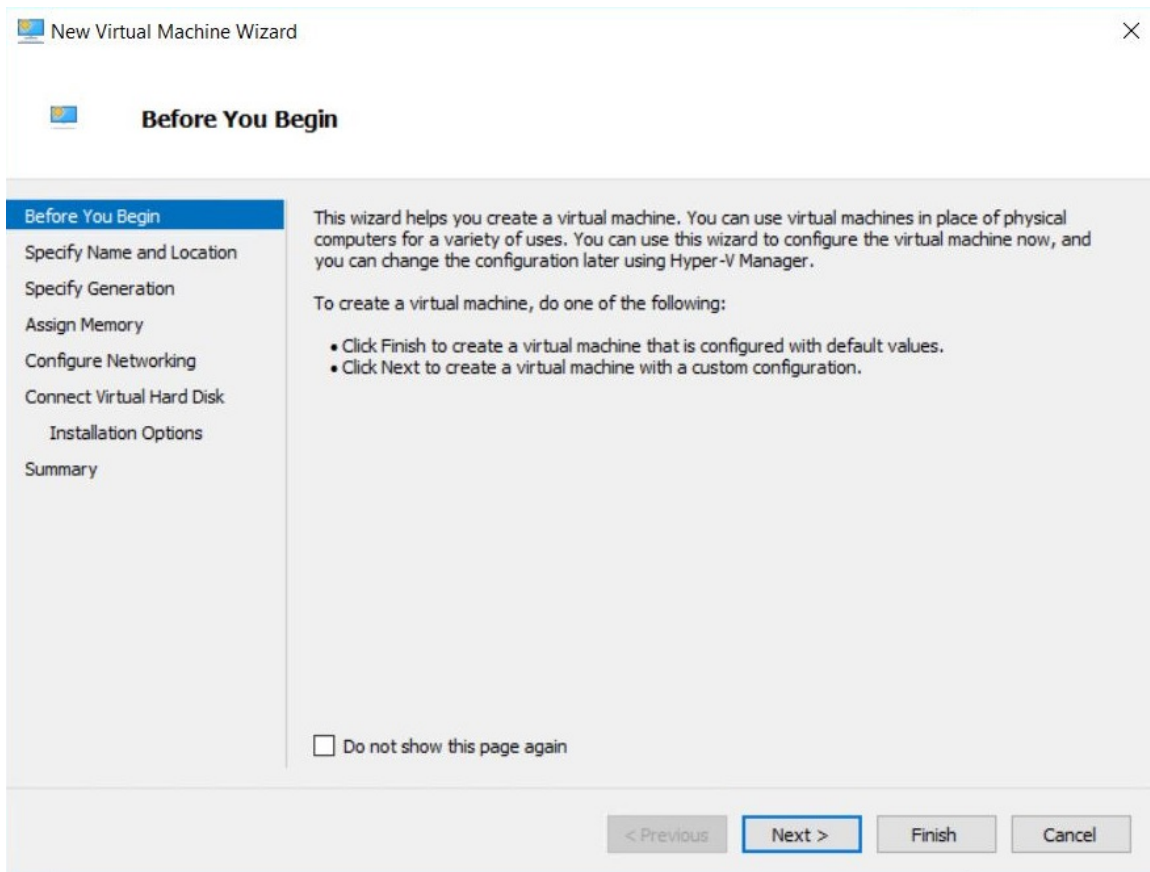 New Virtual Machine Wizard
Before You Begin
Before You Begin
Specify Name and Location
Specify Generation
Assign Memory
Configure Networking
Connect Virtual Hard Disk
Installation Options
Summary
This wizard helps you create a virtual machine. You can use virtual machines in place of physical
computers for a variety of uses. You can use this wizard to configure the virtual machine now, and
you can change the configuration later using Hyper-V Manager.
To create a virtual machine, do one of the following:
• Click Finish to create a virtual machine that is configured with default values.
• Click Next to create a virtual machine with a custom configuration.
Do not show this page again
< Previous
Next >
Finish
Cancel